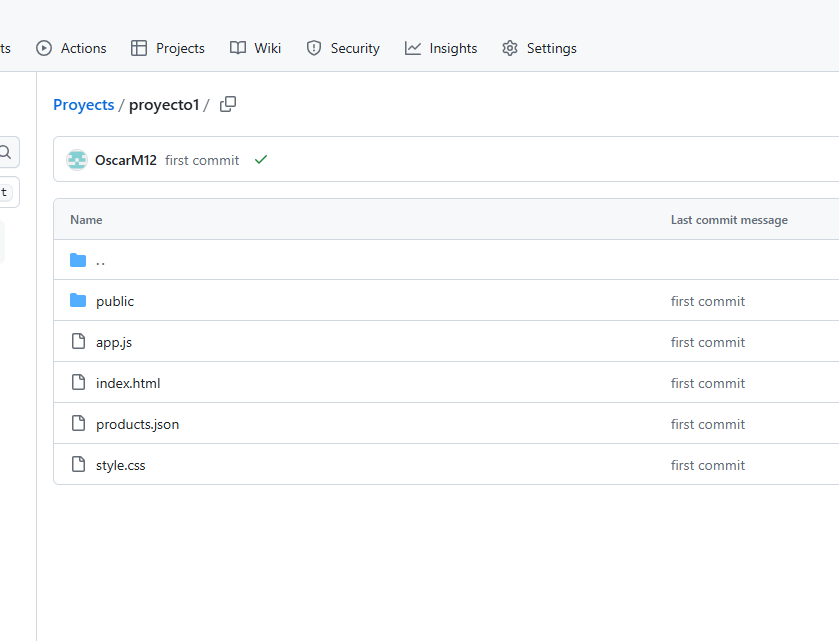 ts Actions Projects Wiki Security Insights Settings
Proyects / proyecto1 /
OscarM12 first commit
t
Name Last commit message
..
public first commit
app.js first commit
index.html first commit
products.json first commit
style.css first commit